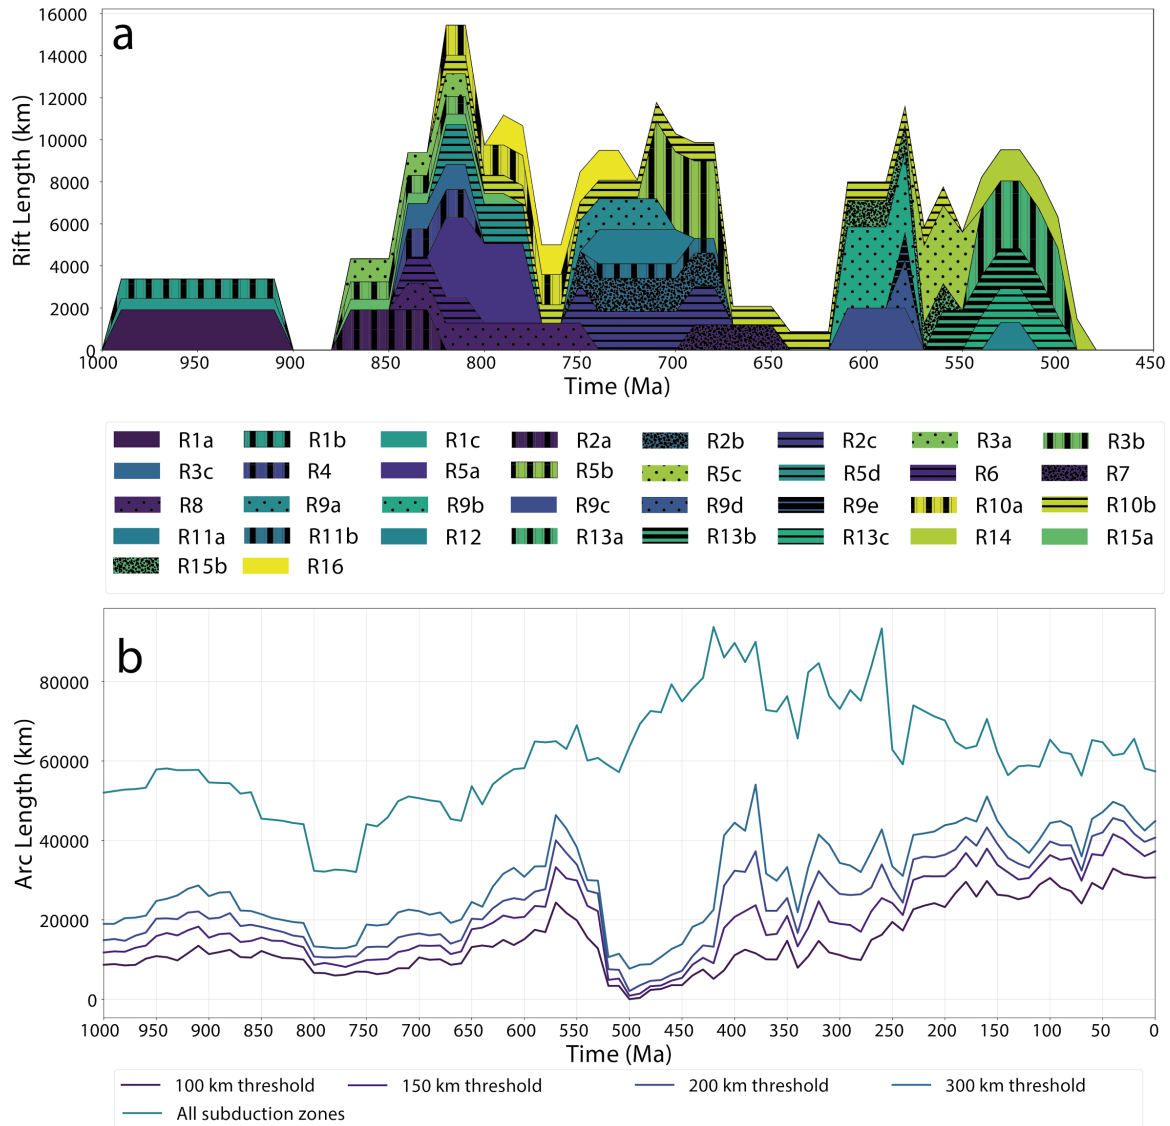 a
Rift Length (km)
16000
14000
12000
10000
8000
6000
4000
2000
0
1000 950 900 850 800 750 700 650 600 550 500 450
Time (Ma)
R1a R1b R1c R2a R2b R2c R3a R3b
R3c R4 R5a R5b R5c R5d R6 R7
R8 R9a R9b R9c R9d R9e R10a R10b
R11a R11b R12 R13a R13b R13c R14 R15a
R15b R16
b
Arc Length (km)
80000
60000
40000
20000
0
1000 950 900 850 800 750 700 650 600 550 500 450 400 350 300 250 200 150 100 50 0
Time (Ma)
100 km threshold 150 km threshold 200 km threshold 300 km threshold
All subduction zones